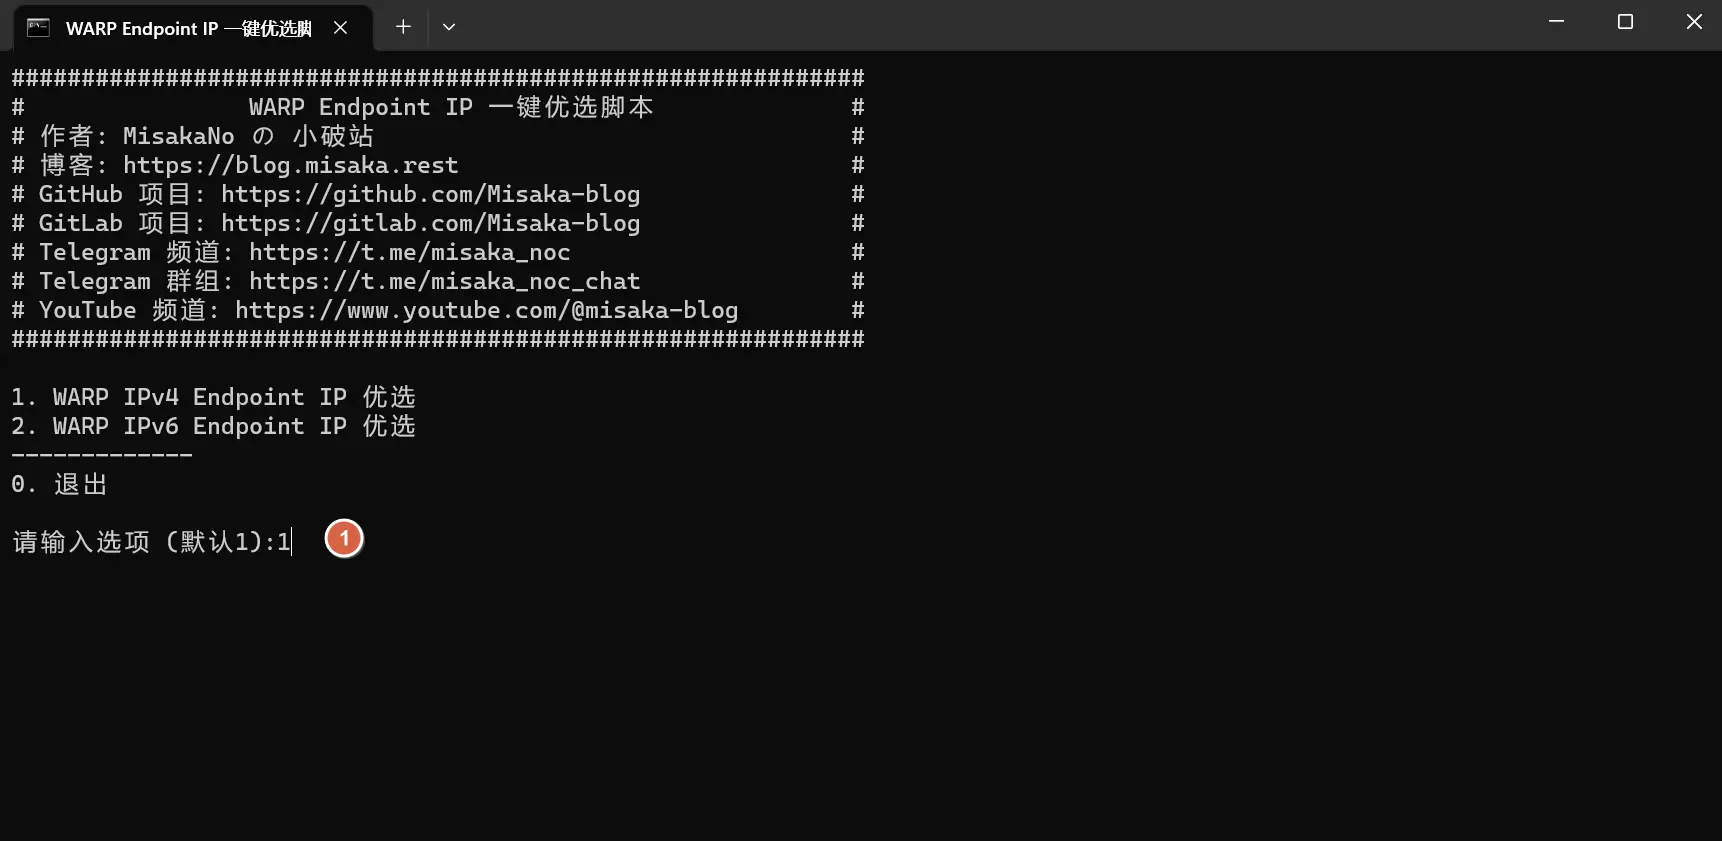 WARP Endpoint IP 一键优选脚
#############################################################
#                WARP Endpoint IP 一键优选脚本              #
# 作者: MisakaNo の 小破站                                  #
# 博客: https://blog.misaka.rest                            #
# GitHub 项目: https://github.com/Misaka-blog               #
# GitLab 项目: https://gitlab.com/Misaka-blog               #
# Telegram 频道: https://t.me/misaka_noc                    #
# Telegram 群组: https://t.me/misaka_noc_chat               #
# YouTube 频道: https://www.youtube.com/@misaka-blog        #
#############################################################
1. WARP IPv4 Endpoint IP 优选
2. WARP IPv6 Endpoint IP 优选
-------------
0. 退出
请输入选项 (默认1):1
1